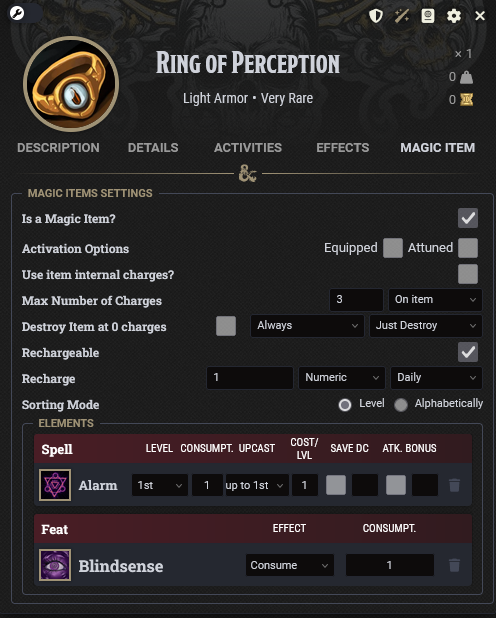 Ring of Perception
Light Armor • Very Rare
× 1
0
0
DESCRIPTION DETAILS ACTIVITIES EFFECTS MAGIC ITEM
&
MAGIC ITEMS SETTINGS
Is a Magic Item?
Activation Options Equipped Attuned
Use item internal charges?
Max Number of Charges 3 On item
Destroy Item at 0 charges Always Just Destroy
Rechargeable
Recharge 1 Numeric Daily
Sorting Mode Level Alphabetically
ELEMENTS
Spell LEVEL CONSUMPT. UPCAST COST/ LVL SAVE DC ATK. BONUS
Alarm 1st 1 up to 1st 1
Feat EFFECT CONSUMPT.
Blindsense Consume 1